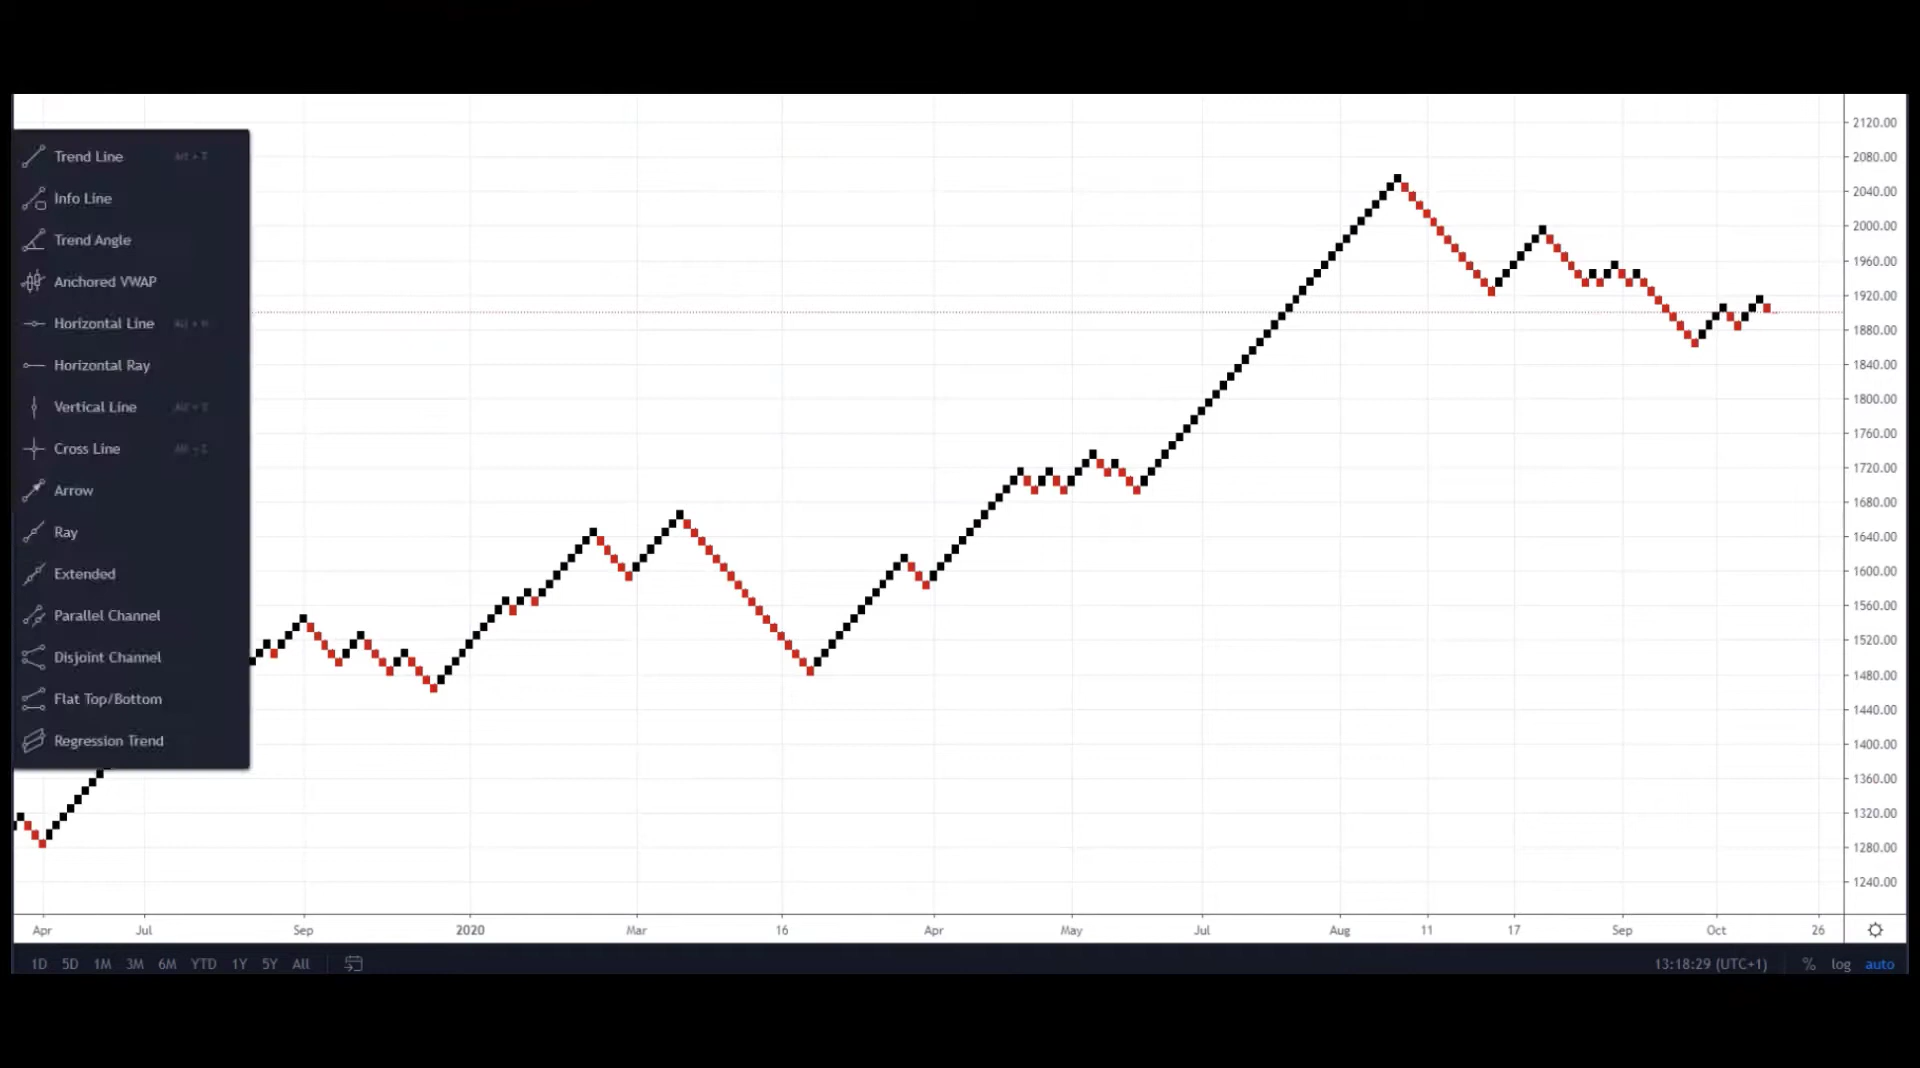 Trend Line
Info Line
Trend Angle
Anchored VWAP
Horizontal Line
Horizontal Ray
Vertical Line
Cross Line
Arrow
Ray
Extended
Parallel Channel
Disjoint Channel
Flat Top/Bottom
Regression Trend
2120.00
2080.00
2040.00
2000.00
1960.00
1920.00
1880.00
1840.00
1800.00
1760.00
1720.00
1680.00
1640.00
1600.00
1560.00
1520.00
1480.00
1440.00
1400.00
1360.00
1320.00
1280.00
1240.00
Apr Jul Sep 2020 Mar 16 Apr May Jul Aug 11 17 Sep Oct 26
1D 5D 1M 3M 6M YTD 1Y 5Y All 13:18:29 (UTC+1) % log auto